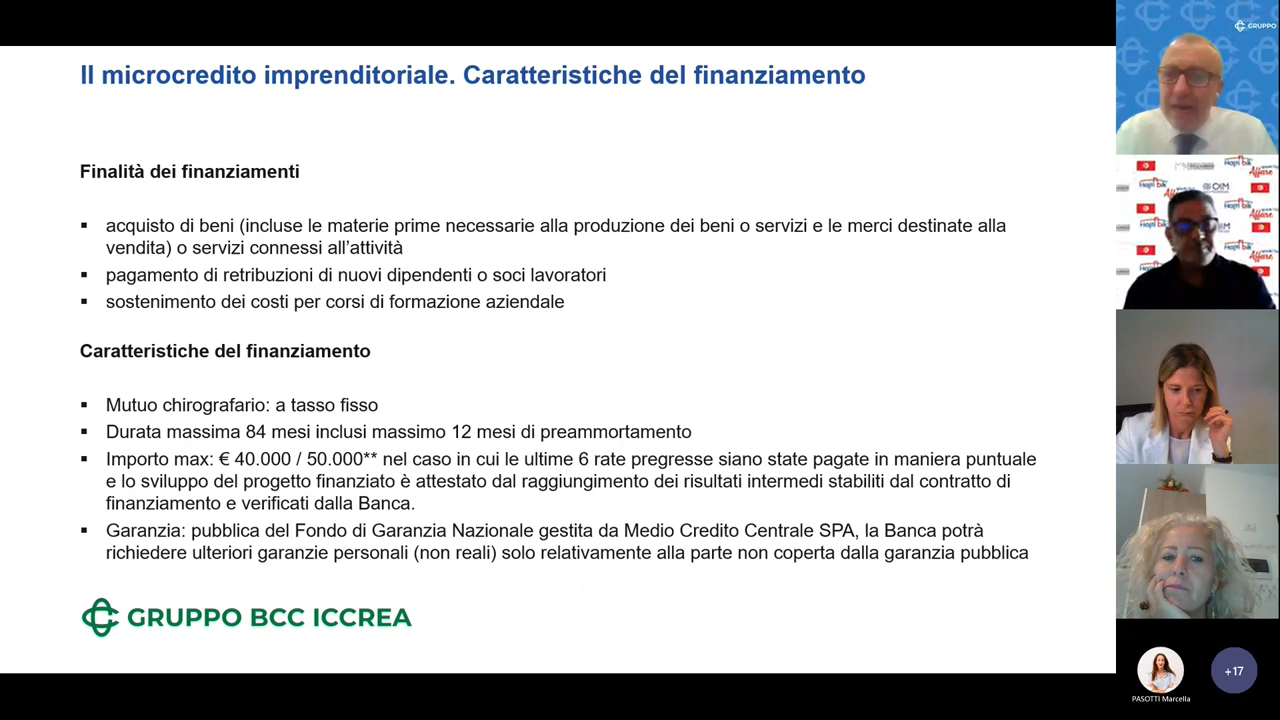 Il microcredito imprenditoriale. Caratteristiche del finanziamento
Finalità dei finanziamenti
▪ acquisto di beni (incluse le materie prime necessarie alla produzione dei beni o servizi e le merci destinate alla
vendita) o servizi connessi all’attività
▪ pagamento di retribuzioni di nuovi dipendenti o soci lavoratori
▪ sostenimento dei costi per corsi di formazione aziendale
Caratteristiche del finanziamento
▪ Mutuo chirografario: a tasso fisso
▪ Durata massima 84 mesi inclusi massimo 12 mesi di preammortamento
▪ Importo max: € 40.000 / 50.000** nel caso in cui le ultime 6 rate pregresse siano state pagate in maniera puntuale
e lo sviluppo del progetto finanziato è attestato dal raggiungimento dei risultati intermedi stabiliti dal contratto di
finanziamento e verificati dalla Banca.
▪ Garanzia: pubblica del Fondo di Garanzia Nazionale gestita da Medio Credito Centrale SPA, la Banca potrà
richiedere ulteriori garanzie personali (non reali) solo relativamente alla parte non coperta dalla garanzia pubblica
GRUPPO BCC ICCREA
GRUPPO
OIM
PASOTTI Marcella
+17